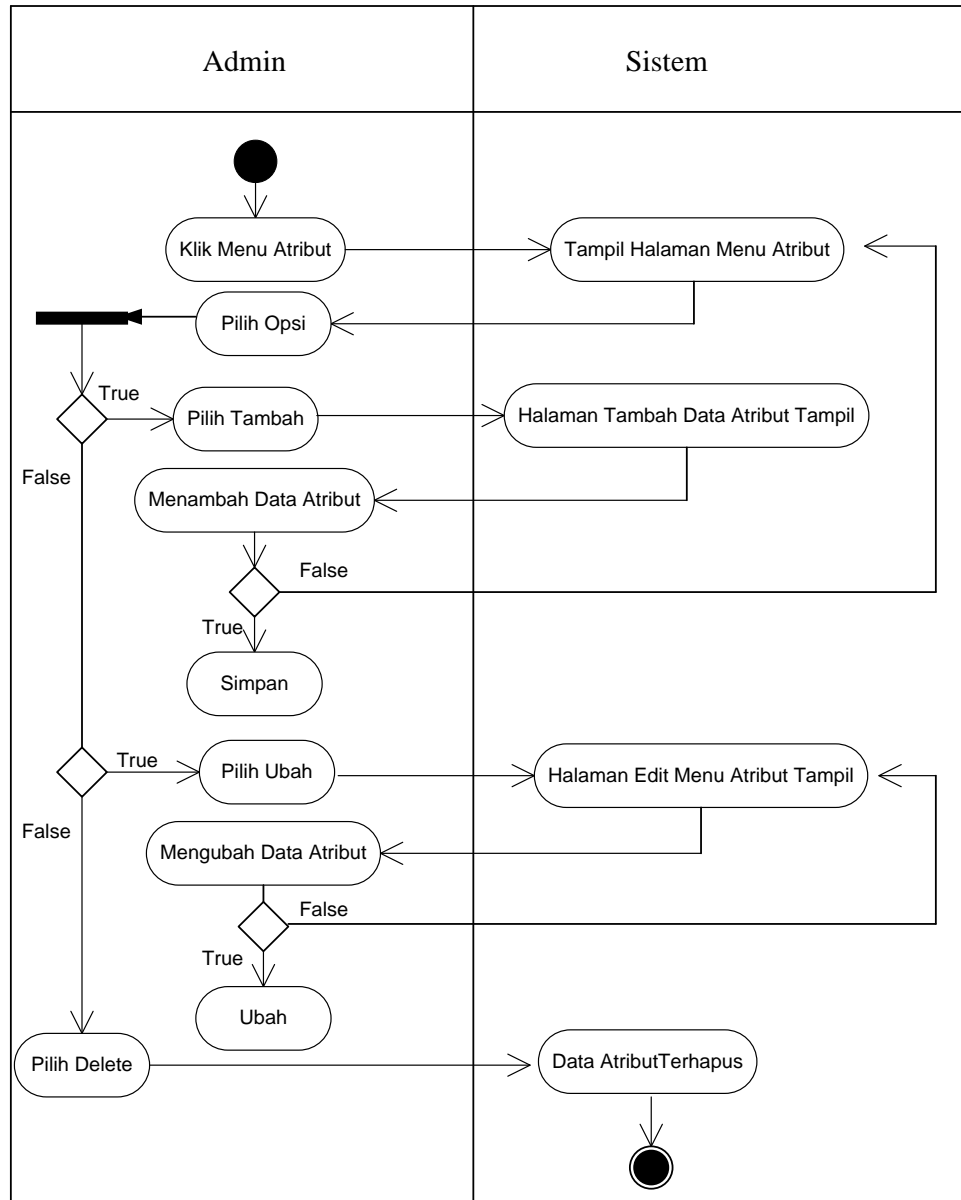 Admin
Sistem
Klik Menu Atribut
Tampil Halaman Menu Atribut
Pilih Opsi
True
Pilih Tambah
Halaman Tambah Data Atribut Tampil
False
Menambah Data Atribut
False
True
Simpan
True
Pilih Ubah
Halaman Edit Menu Atribut Tampil
False
Mengubah Data Atribut
False
True
Ubah
Pilih Delete
Data AtributTerhapus